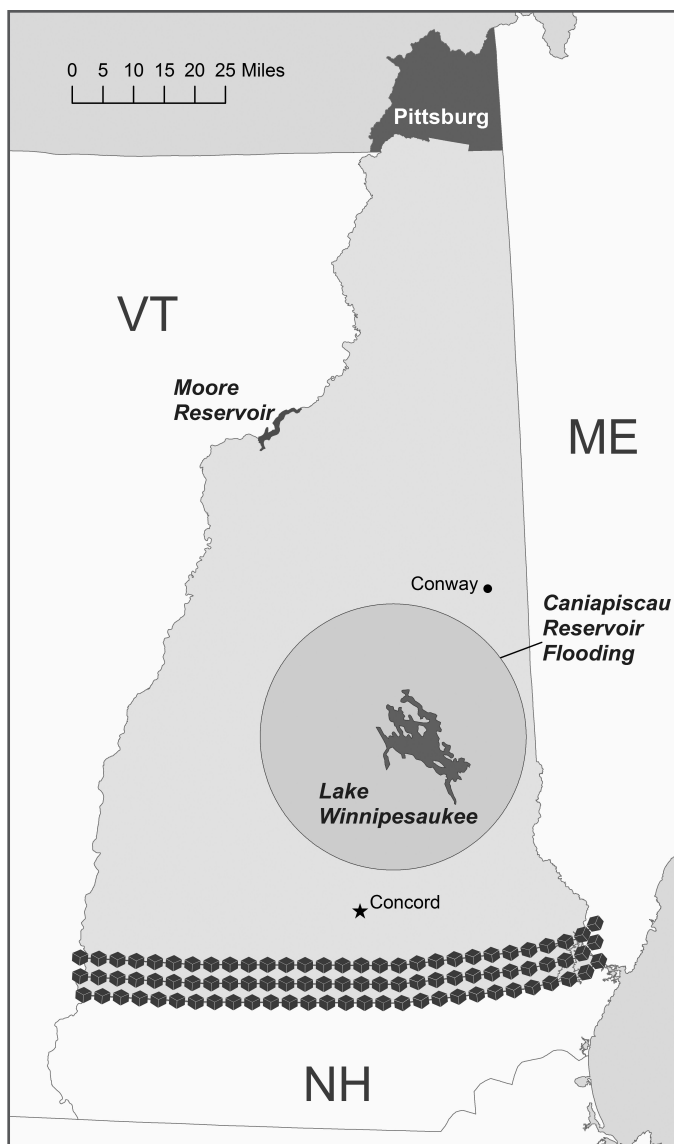 0 5 10 15 20 25 Miles
Pittsburg
VT
Moore
Reservoir
ME
Conway
Caniapiscau
Reservoir
Flooding
Lake
Winnipesaukee
Concord
NH